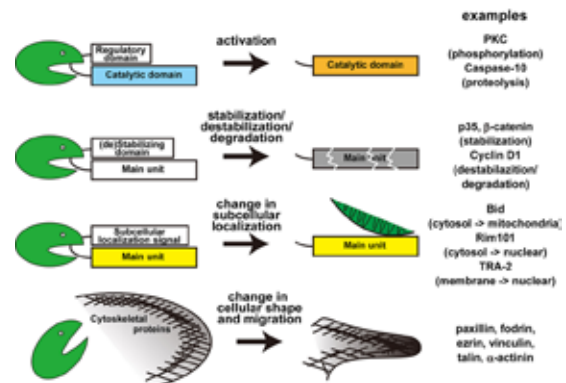 examples
Regulatory
domain
Catalytic domain
activation
Catalytic domain
PKC
(phosphorylation)
Caspase-10
(proteolysis)
(de)Stabilizing
domain
Main unit
stabilization/
destabilization/
degradation
Main unit
p35, β-catenin
(stabilization)
Cyclin D1
(destabilazition/
degradation)
Subcellular
localization signal
Main unit
change in
subcellular
localization
Main unit
Bid
(cytosol -> mitochondria)
Rim101
(cytosol -> nuclear)
TRA-2
(membrane -> nuclear)
Cytoskeletal
proteins
change in
cellular shape
and migration
paxillin, fodrin,
ezrin, vinculin,
talin, α-actinin